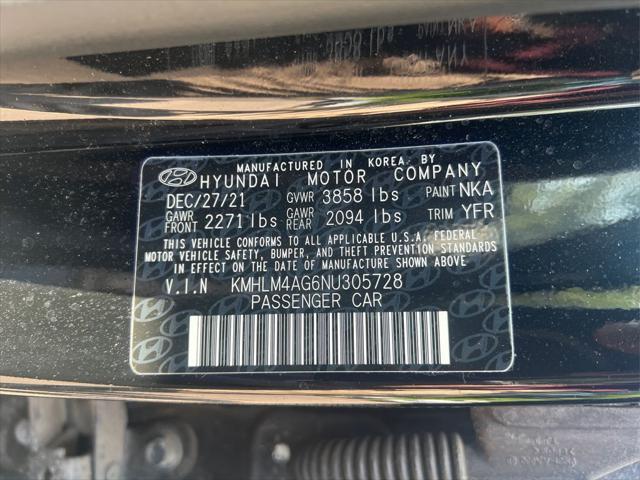 MANUFACTURED IN KOREA BY
HYUNDAI MOTOR COMPANY
DEC/27/21 GVWR 3858 lbs PAINT NKA
GAWR FRONT 2271 lbs GAWR REAR 2094 lbs TRIM YFR
THIS VEHICLE CONFORMS TO ALL APPLICABLE U.S.A. FEDERAL
MOTOR VEHICLE SAFETY, BUMPER, AND THEFT PREVENTION STANDARDS
IN EFFECT ON THE DATE OF MANUFACTURE SHOWN ABOVE.
V.I.N KMHLM4AG6NU305728
PASSENGER CAR